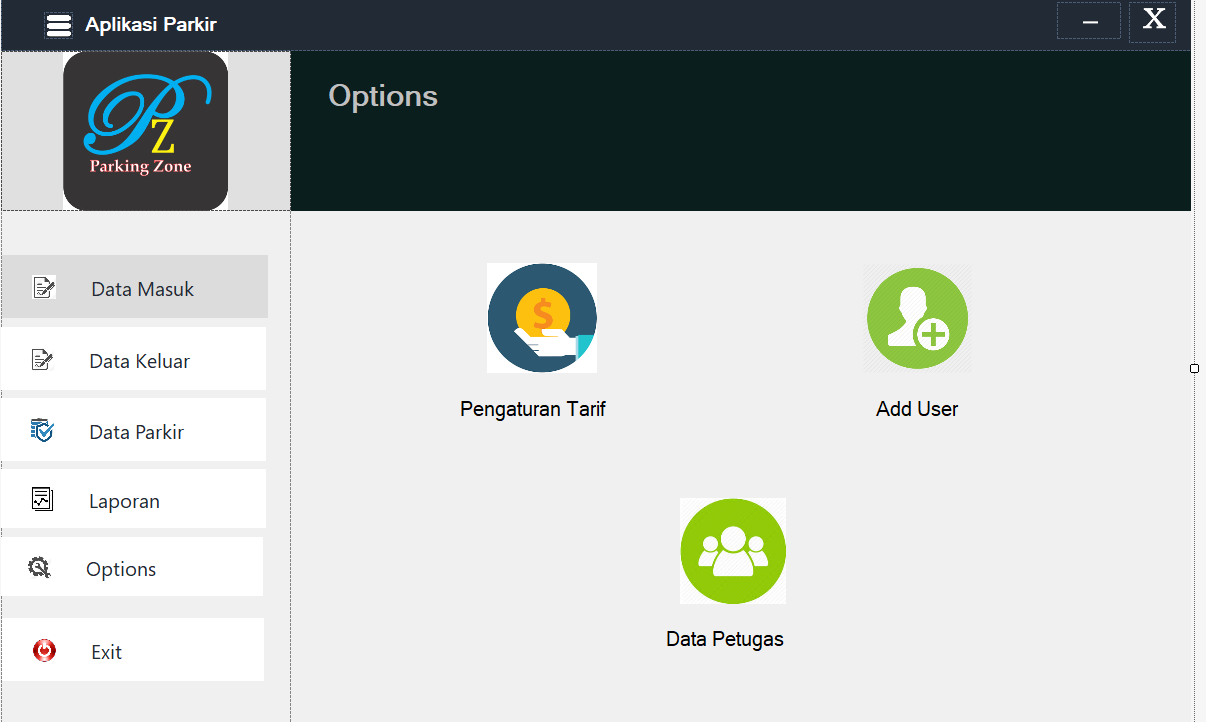 Aplikasi Parkir
X
PZ
Parking Zone
Options
Data Masuk
Data Keluar
Data Parkir
Laporan
Options
Exit
$
Pengaturan Tarif
Add User
Data Petugas